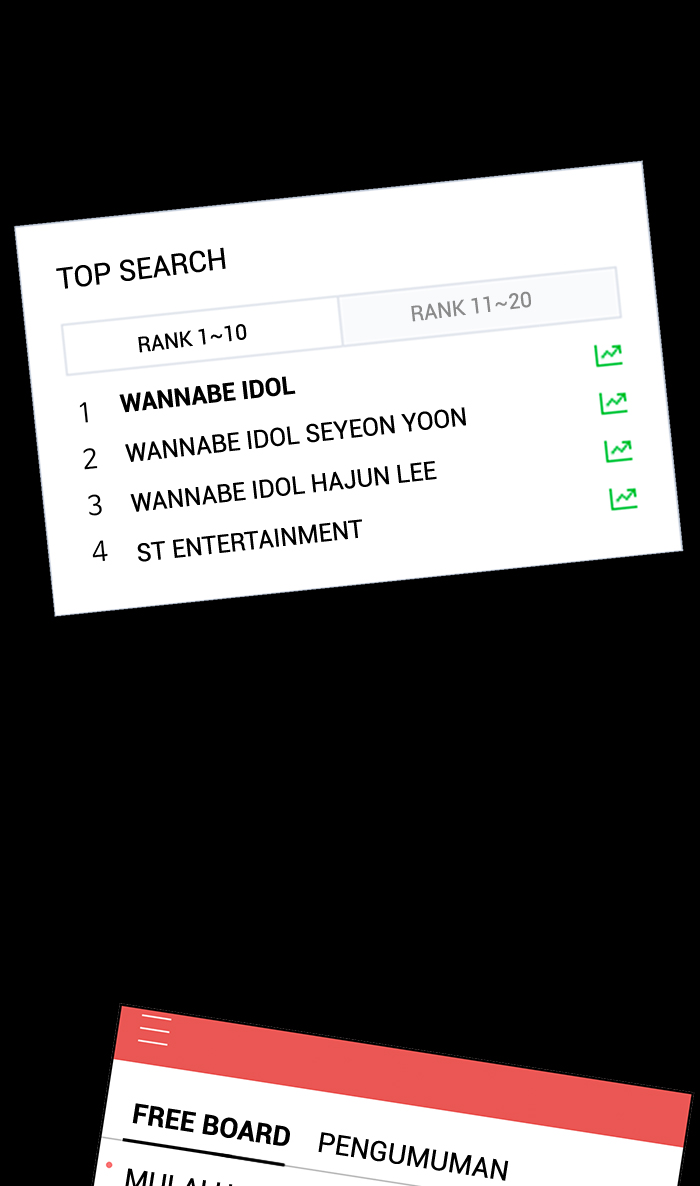 TOP SEARCH
RANK 1~10 RANK 11~20
1 WANNABE IDOL
2 WANNABE IDOL SEYEON YOON
3 WANNABE IDOL HAJUN LEE
4 ST ENTERTAINMENT
FREE BOARD PENGUMUMAN